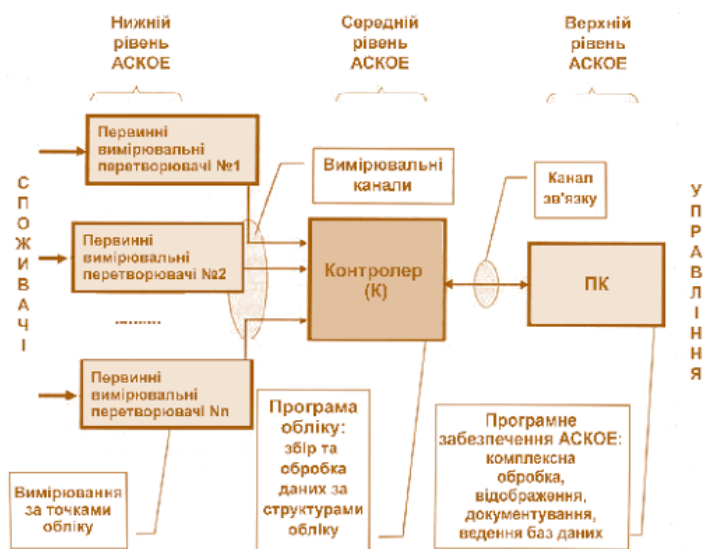 Нижній
рівень
АСКОЕ
Середній
рівень
АСКОЕ
Верхній
рівень
АСКОЕ
СПОЖИВАЧІ
Первинні
вимірювальні
перетворювачі №1
Первинні
вимірювальні
перетворювачі №2
..........
Первинні
вимірювальні
перетворювачі Nn
Вимірювальні
канали
Контролер
(К)
Канал
зв'язку
ПК
УПРАВЛІННЯ
Вимірювання
за точками
обліку
Програма
обліку:
збір та
обробка
даних за
структурами
обліку
Програмне
забезпечення АСКОЕ:
комплексна
обробка,
відображення,
документування,
ведення баз даних